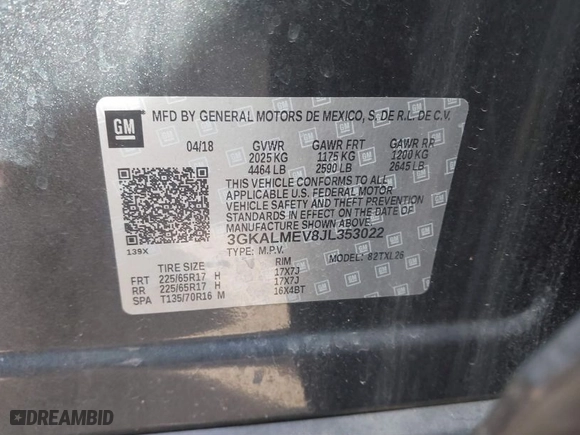 GM
MFD BY GENERAL MOTORS DE MEXICO, S. DE R.L. DE C.V.
04/18 GVWR GAWR FRT GAWR RR
2025 KG 1175 KG 1200 KG
4464 LB 2590 LB 2645 LB
THIS VEHICLE CONFORMS TO ALL
APPLICABLE U.S. FEDERAL MOTOR
VEHICLE SAFETY AND THEFT PREVENTION
STANDARDS IN EFFECT ON THE DATE OF
MANUFACTURE SHOWN ABOVE.
139X 3GKALMEV8JL353022
TYPE: M.P.V. MODEL: 82TXL26
TIRE SIZE RIM
FRT 225/65R17 H 17X7J
RR 225/65R17 H 17X7J
SPA T135/70R16 M 16X4BT
DREAMBID